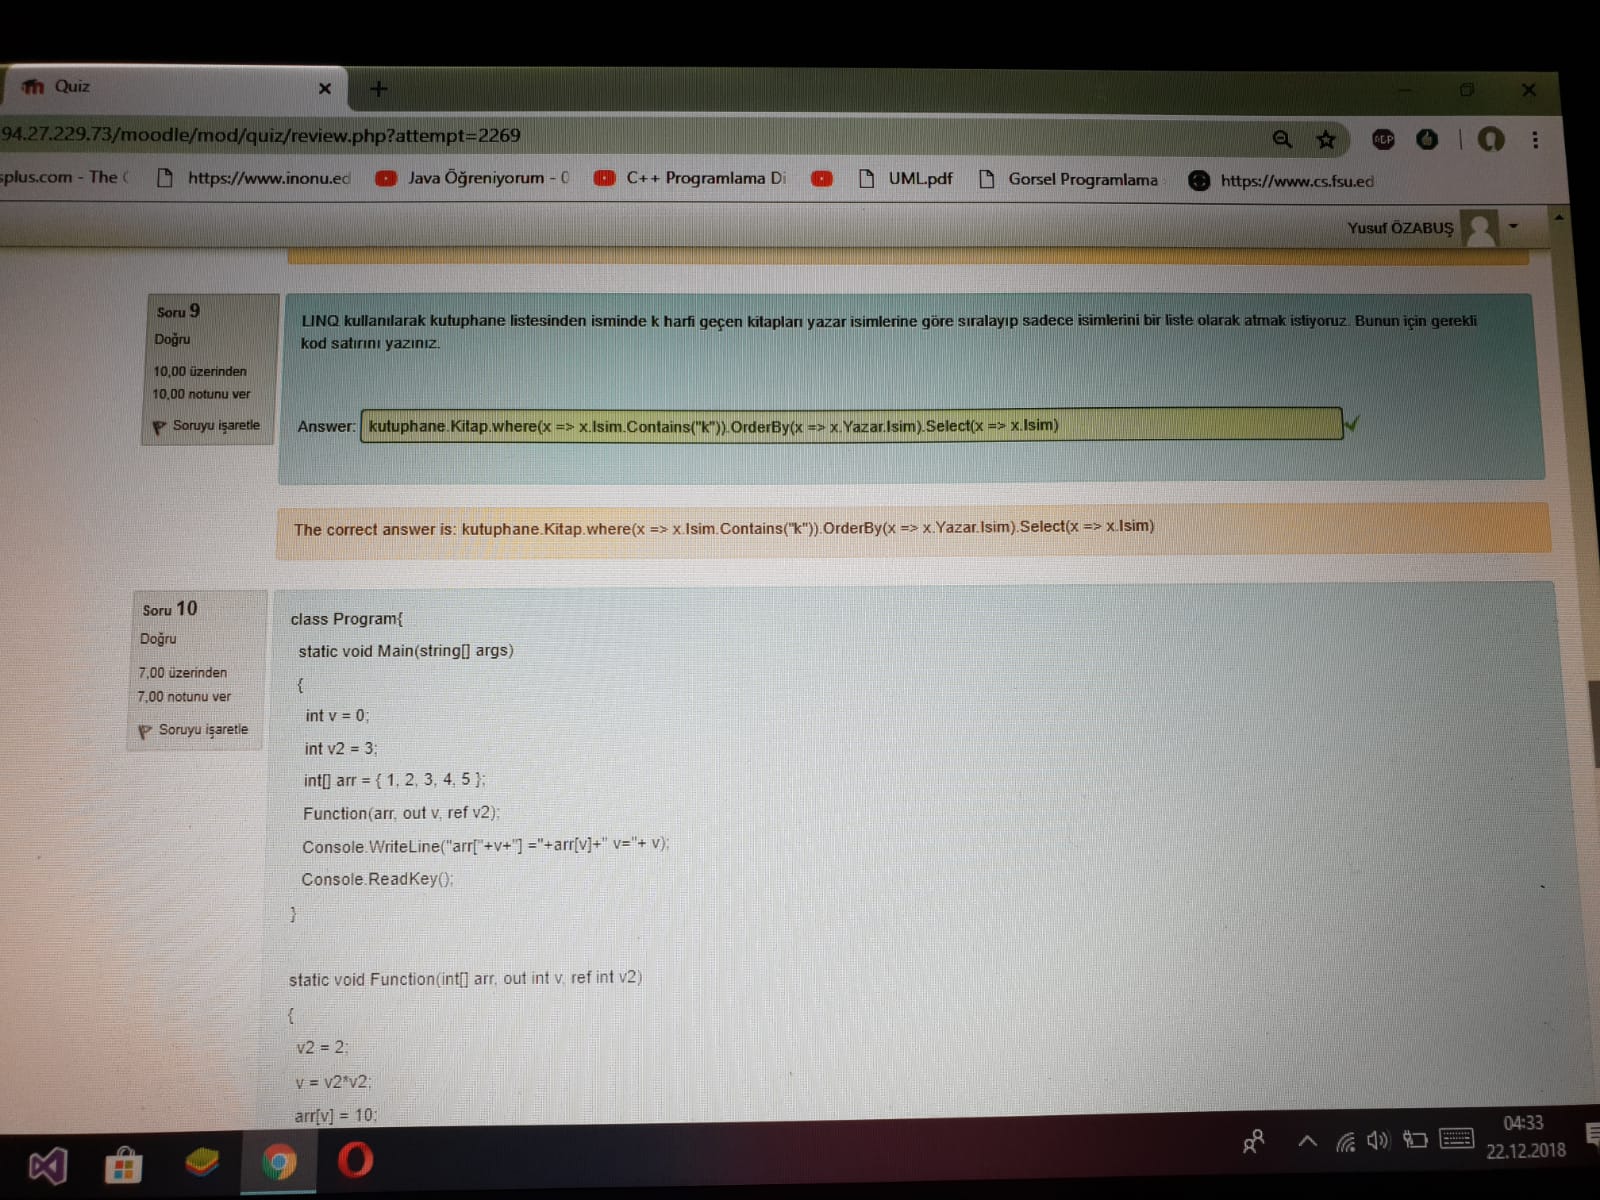 Quiz
94.27.229.73/moodle/mod/quiz/review.php?attempt=2269
ABP
splus.com - The
https://www.inonu.ed
Java Öğreniyorum - 
C++ Programlama Di
UML.pdf
Gorsel Programlama
https://www.cs.fsu.ed
Yusuf ÖZABUŞ
Soru 9
Doğru
10,00 üzerinden
10,00 notunu ver
Soruyu işaretle
LINQ kullanılarak kutuphane listesinden isminde k harfi geçen kitapları yazar isimlerine göre sıralayıp sadece isimlerini bir liste olarak atmak istiyoruz. Bunun için gerekli
kod satırını yazınız.
Answer: kutuphane.Kitap.where(x => x.Isim.Contains("k")).OrderBy(x => x.Yazar.Isim).Select(x => x.Isim)
The correct answer is: kutuphane.Kitap.where(x => x.Isim.Contains("k")).OrderBy(x => x.Yazar.Isim).Select(x => x.Isim)
Soru 10
Doğru
7,00 üzerinden
7,00 notunu ver
Soruyu işaretle
class Program{
static void Main(string[] args)
{
int v = 0;
int v2 = 3;
int[] arr = { 1, 2, 3, 4, 5 };
Function(arr, out v, ref v2);
Console.WriteLine("arr["+v+"] ="+arr[v]+" v="+ v);
Console.ReadKey();
}
static void Function(int[] arr, out int v, ref int v2)
{
v2 = 2;
v = v2*v2;
arr[v] = 10;
04:33
22.12.2018